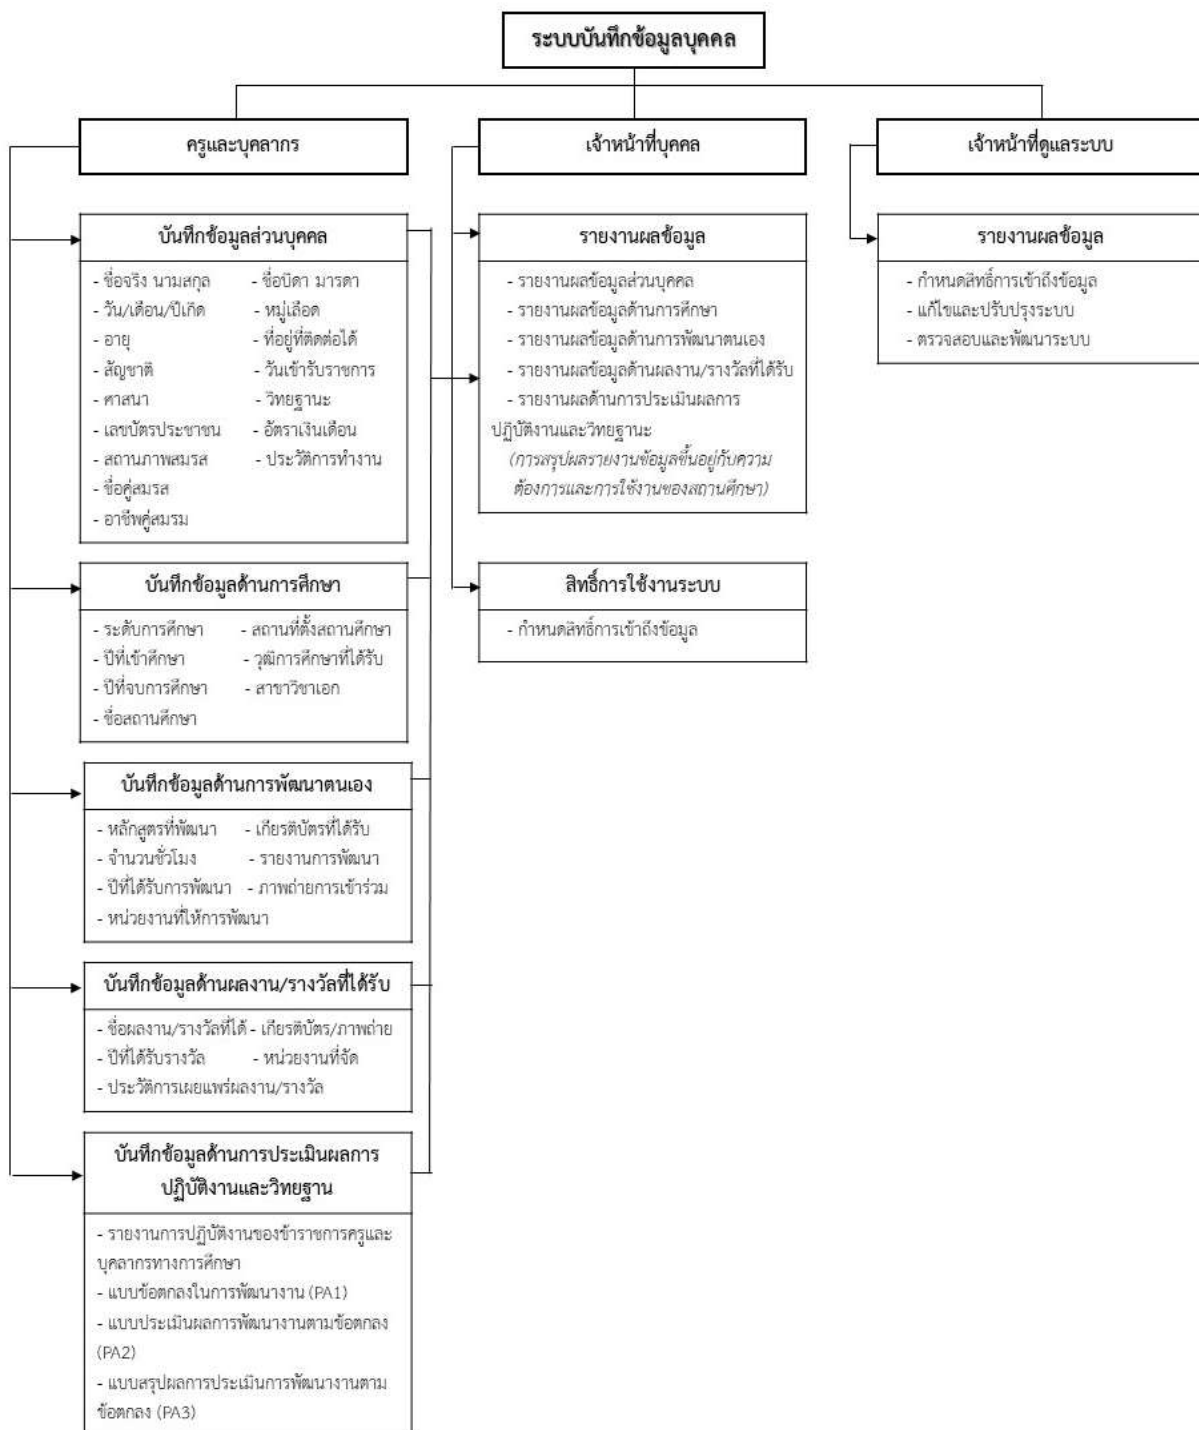 ระบบบันทึกข้อมูลบุคคล
ครูและบุคลากร
เจ้าหน้าที่บุคคล
เจ้าหน้าที่ดูแลระบบ
บันทึกข้อมูลส่วนบุคคล
- ชื่อจริง นามสกุล - ชื่อบิดา มารดา
- วัน/เดือน/ปีเกิด - หมู่เลือด
- อายุ - ที่อยู่ที่ติดต่อได้
- สัญชาติ - วันเข้ารับราชการ
- ศาสนา - วิทยฐานะ
- เลขบัตรประชาชน - อัตราเงินเดือน
- สถานภาพสมรส - ประวัติการทำงาน
- ชื่อคู่สมรส
- อาชีพคู่สมรม
รายงานผลข้อมูล
- รายงานผลข้อมูลส่วนบุคคล
- รายงานผลข้อมูลด้านการศึกษา
- รายงานผลข้อมูลด้านการพัฒนาตนเอง
- รายงานผลข้อมูลด้านผลงาน/รางวัลที่ได้รับ
- รายงานผลด้านการประเมินผลการ
ปฏิบัติงานและวิทยฐานะ
(การสรุปผลรายงานข้อมูลขึ้นอยู่กับความ
ต้องการและการใช้งานของสถานศึกษา)
รายงานผลข้อมูล
- กำหนดสิทธิ์การเข้าถึงข้อมูล
- แก้ไขและปรับปรุงระบบ
- ตรวจสอบและพัฒนาระบบ
บันทึกข้อมูลด้านการศึกษา
- ระดับการศึกษา - สถานที่ตั้งสถานศึกษา
- ปีที่เข้าศึกษา - วุฒิการศึกษาที่ได้รับ
- ปีที่จบการศึกษา - สาขาวิชาเอก
- ชื่อสถานศึกษา
สิทธิ์การใช้งานระบบ
- กำหนดสิทธิ์การเข้าถึงข้อมูล
บันทึกข้อมูลด้านการพัฒนาตนเอง
- หลักสูตรที่พัฒนา - เกียรติบัตรที่ได้รับ
- จำนวนชั่วโมง - รายงานการพัฒนา
- ปีที่ได้รับการพัฒนา - ภาพถ่ายการเข้าร่วม
- หน่วยงานที่ให้การพัฒนา
บันทึกข้อมูลด้านผลงาน/รางวัลที่ได้รับ
- ชื่อผลงาน/รางวัลที่ได้ - เกียรติบัตร/ภาพถ่าย
- ปีที่ได้รับรางวัล - หน่วยงานที่จัด
- ประวัติการเผยแพร่ผลงาน/รางวัล
บันทึกข้อมูลด้านการประเมินผลการ
ปฏิบัติงานและวิทยฐาน
- รายงานการปฏิบัติงานของข้าราชการครูและ
บุคลากรทางการศึกษา
- แบบข้อตกลงในการพัฒนางาน (PA1)
- แบบประเมินผลการพัฒนางานตามข้อตกลง
(PA2)
- แบบสรุปผลการประเมินการพัฒนางานตาม
ข้อตกลง (PA3)